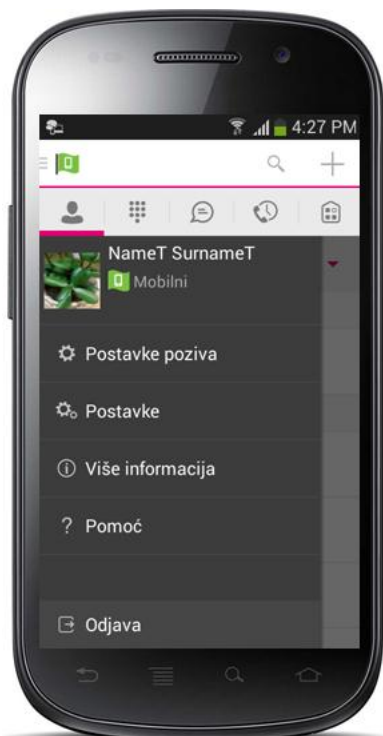 4:27 PM
NameT SurnameT
Mobilni
Postavke poziva
Postavke
Više informacija
? Pomoć
Odjava